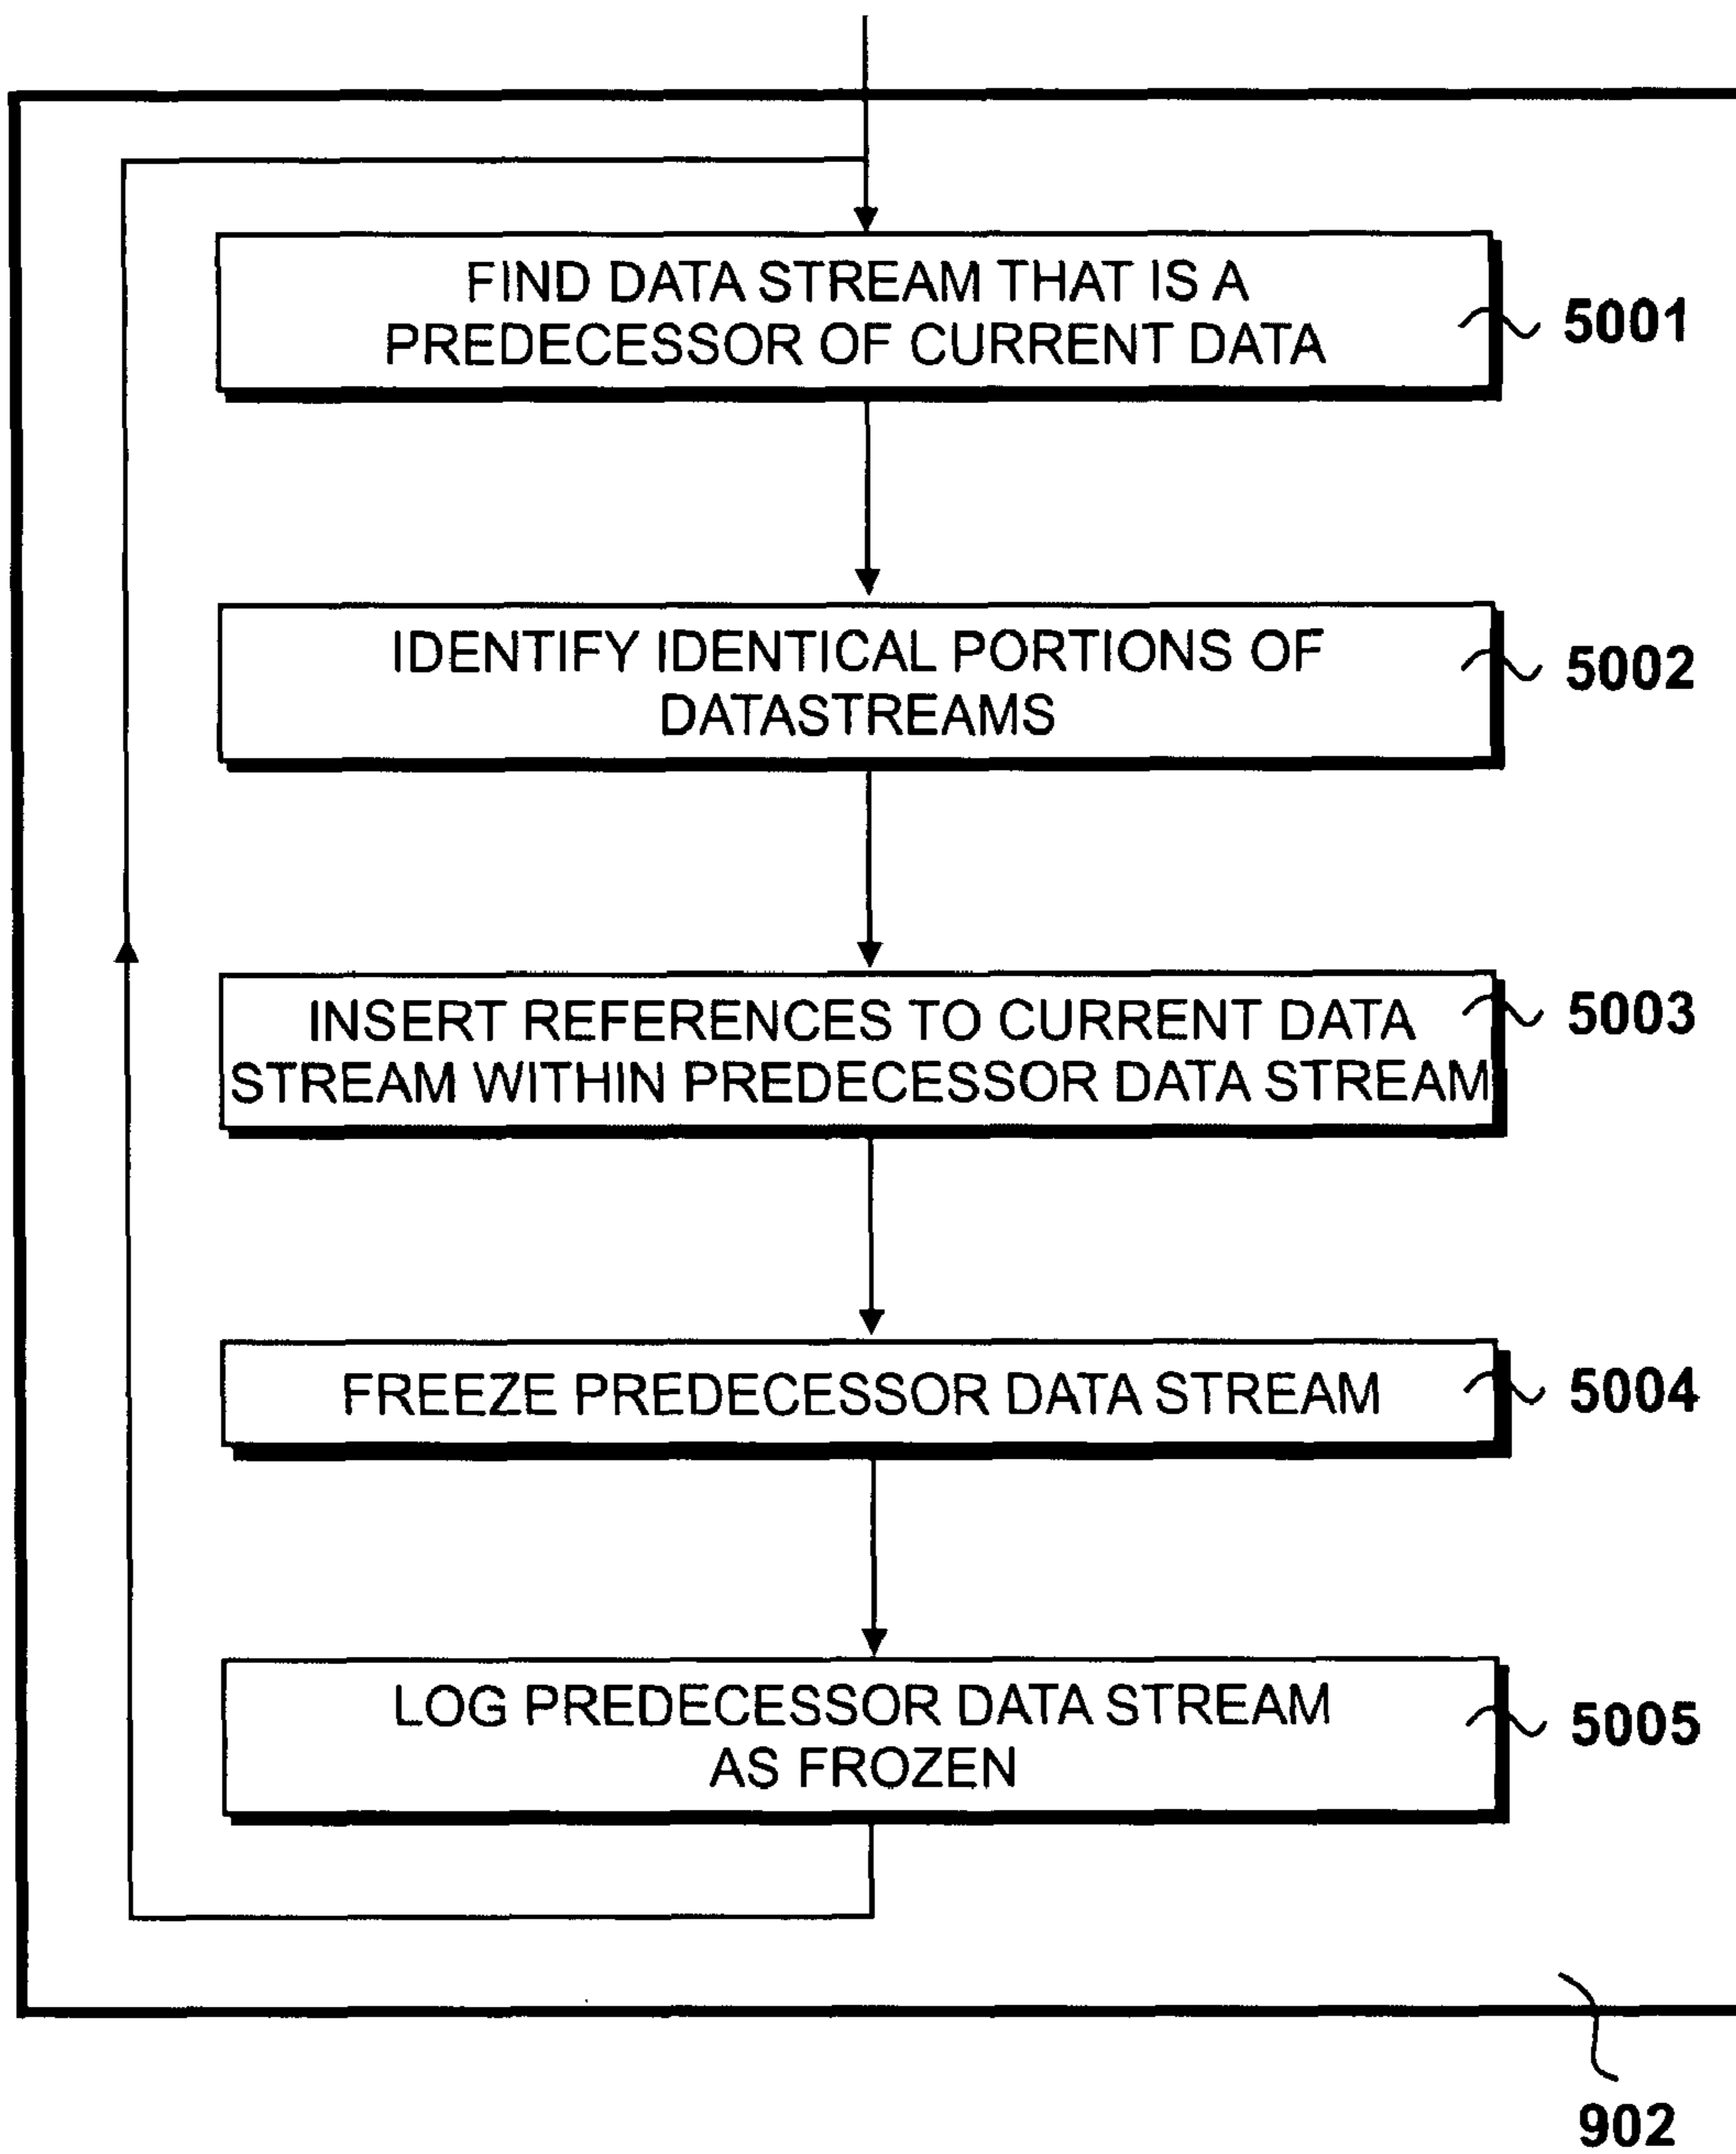 FIND DATA STREAM THAT IS A
PREDECESSOR OF CURRENT DATA
5001
IDENTIFY IDENTICAL PORTIONS OF
DATASTREAMS
5002
INSERT REFERENCES TO CURRENT DATA
STREAM WITHIN PREDECESSOR DATA STREAM
5003
FREEZE PREDECESSOR DATA STREAM
5004
LOG PREDECESSOR DATA STREAM
AS FROZEN
5005
902